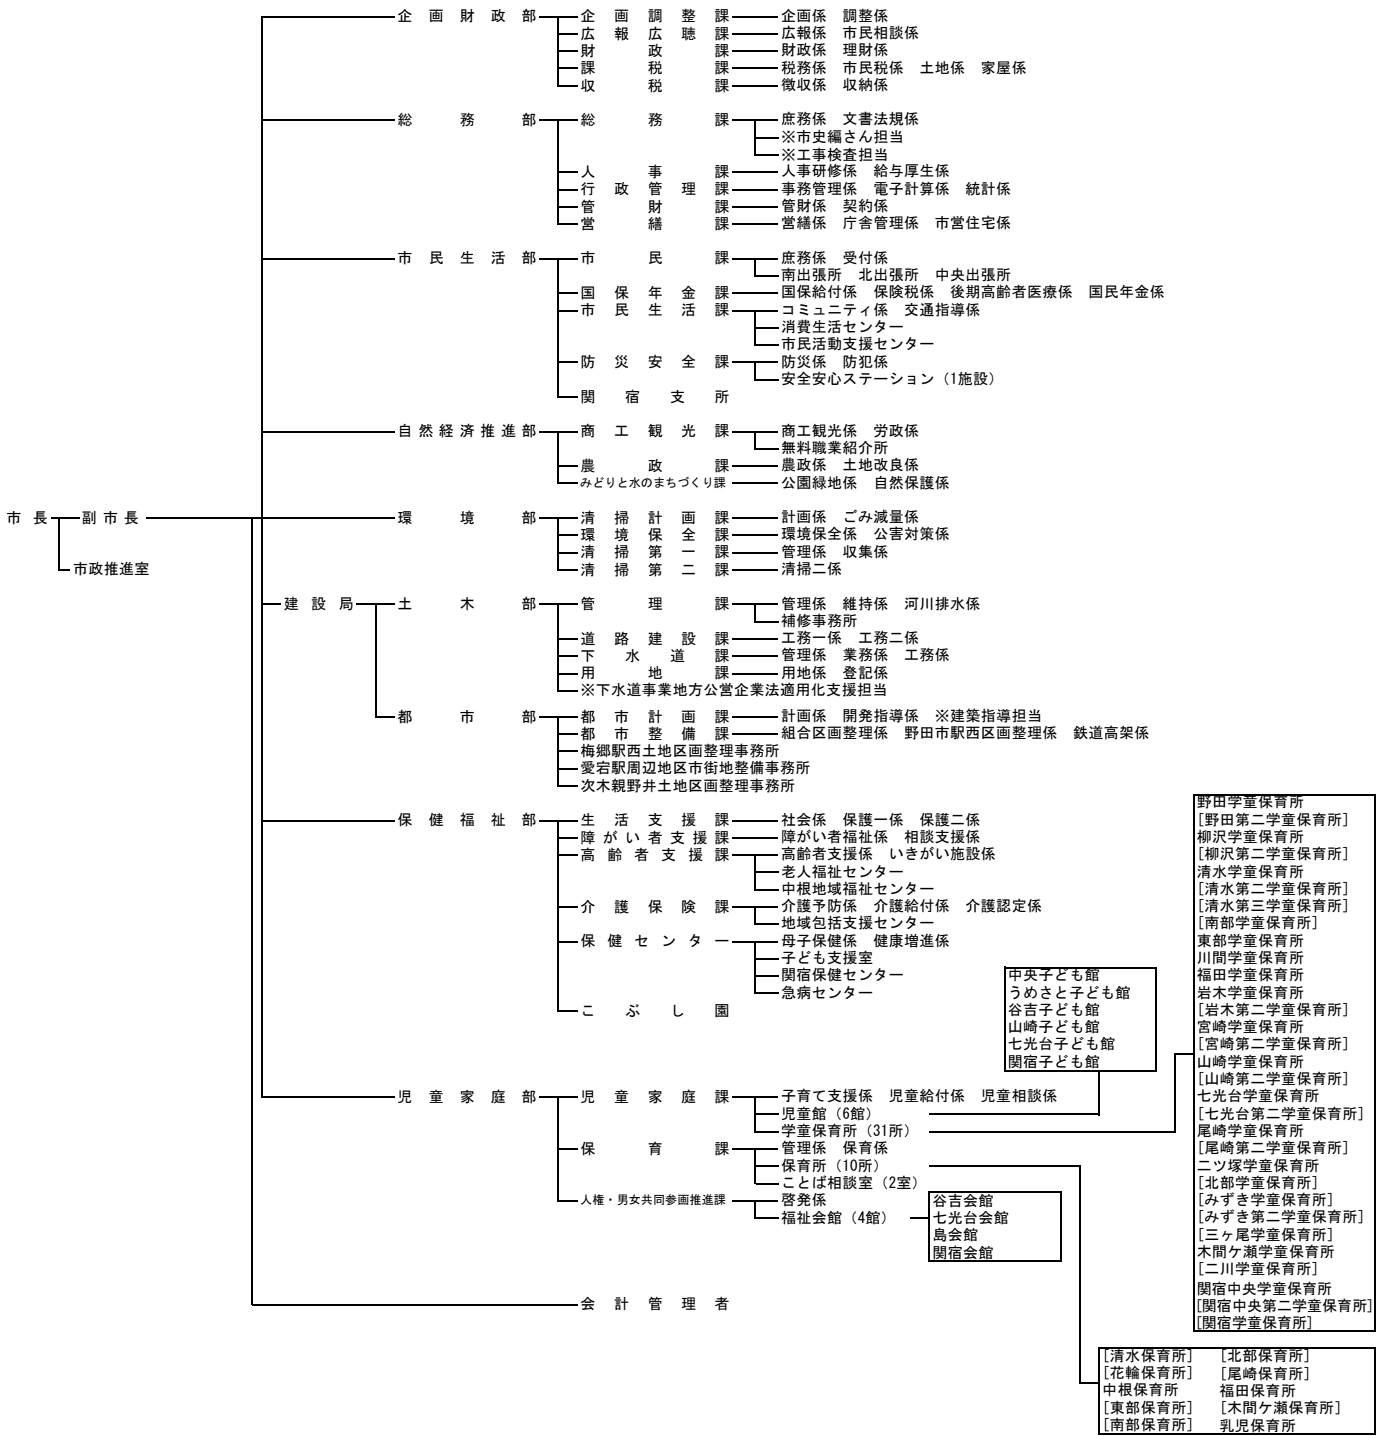 企画財政部 企画調整課 企画係 調整係
広報広聴課 広報係 市民相談係
財政課 財政係 理財係
課税課 税務係 市民税係 土地係 家屋係
収税課 徴収係 収納係
総務部 総務課 庶務係 文書法規係
※市史編さん担当
※工事検査担当
人事課 人事研修係 給与厚生係
行政管理課 事務管理係 電子計算係 統計係
管財課 管財係 契約係
営繕課 営繕係 庁舎管理係 市営住宅係
市民生活部 市民課 庶務係 受付係
南出張所 北出張所 中央出張所
国保年金課 国保給付係 保険税係 後期高齢者医療係 国民年金係
市民生活課 コミュニティ係 交通指導係
消費生活センター
市民活動支援センター
防災安全課 防災係 防犯係
安全安心ステーション（1施設）
関宿支所
自然経済推進部 商工観光課 商工観光係 労政係
無料職業紹介所
農政課 農政係 土地改良係
みどりと水のまちづくり課 公園緑地係 自然保護係
市長 副市長 環境部 清掃計画課 計画係 ごみ減量係
環境保全課 環境保全係 公害対策係
清掃第一課 管理係 収集係
市政推進室 清掃第二課 清掃二係
建設局 土木部 管理課 管理係 維持係 河川排水係
補修事務所
道路建設課 工務一係 工務二係
下水道課 管理係 業務係 工務係
用地課 用地係 登記係
※下水道事業地方公営企業法適用化支援担当
都市部 都市計画課 計画係 開発指導係 ※建築指導担当
都市整備課 組合区画整理係 野田市駅西区画整理係 鉄道高架係
梅郷駅西土地区画整理事務所
愛宕駅周辺地区市街地整備事務所
次木親野井土地区画整理事務所
保健福祉部 生活支援課 社会係 保護一係 保護二係
障がい者支援課 障がい者福祉係 相談支援係
高齢者支援課 高齢者支援係 いきがい施設係
老人福祉センター
中根地域福祉センター
介護保険課 介護予防係 介護給付係 介護認定係
地域包括支援センター
保健センター 母子保健係 健康増進係
子ども支援室
関宿保健センター
急病センター
こぶし園
児童家庭部 児童家庭課 子育て支援係 児童給付係 児童相談係
児童館（6館）
学童保育所（31所）
保育課 管理係 保育係
保育所（10所）
ことば相談室（2室）
人権・男女共同参画推進課 啓発係
福祉会館（4館）
会計管理者
中央子ども館
うめさと子ども館
谷吉子ども館
山崎子ども館
七光台子ども館
関宿子ども館
谷吉会館
七光台会館
島会館
関宿会館
野田学童保育所
[野田第二学童保育所]
柳沢学童保育所
[柳沢第二学童保育所]
清水学童保育所
[清水第二学童保育所]
[清水第三学童保育所]
[南部学童保育所]
東部学童保育所
川間学童保育所
福田学童保育所
岩木学童保育所
[岩木第二学童保育所]
宮崎学童保育所
[宮崎第二学童保育所]
山崎学童保育所
[山崎第二学童保育所]
七光台学童保育所
[七光台第二学童保育所]
尾崎学童保育所
[尾崎第二学童保育所]
二ツ塚学童保育所
[北部学童保育所]
[みずき学童保育所]
[みずき第二学童保育所]
[三ヶ尾学童保育所]
木間ケ瀬学童保育所
[二川学童保育所]
関宿中央学童保育所
[関宿中央第二学童保育所]
[関宿学童保育所]
[清水保育所] [北部保育所]
[花輪保育所] [尾崎保育所]
中根保育所 福田保育所
[東部保育所] [木間ケ瀬保育所]
[南部保育所] 乳児保育所